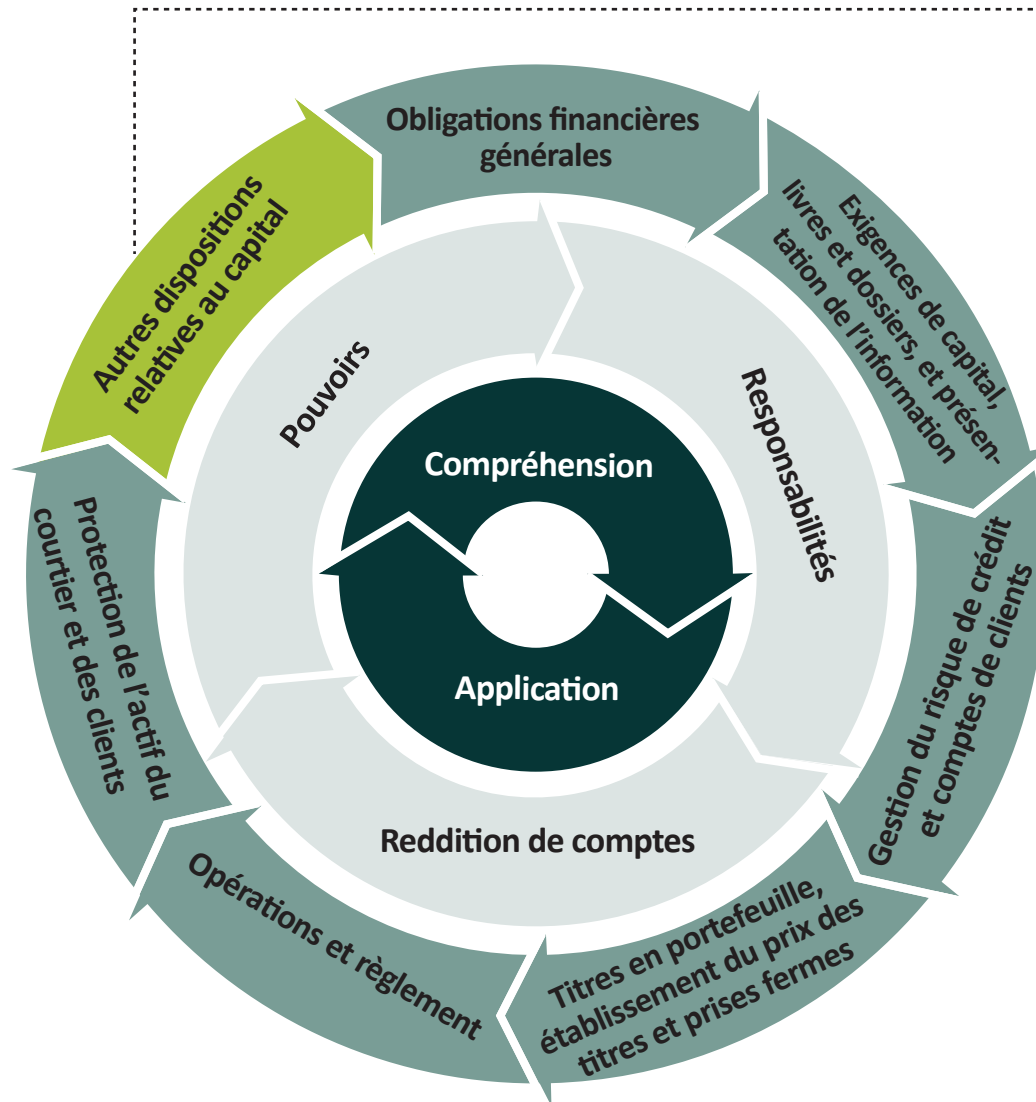 Obligations financières
générales
Exigences de capital,
livres et dossiers, et présen-
tation de l'information
Gestion du risque de crédit
et comptes de clients
Titres en portefeuille,
établissement du prix des
titres et prises fermes
Opérations et règlement
Protection de l'actif du
courtier et des clients
Autres dispositions
relatives au capital
Pouvoirs
Responsabilités
Reddition de comptes
Compréhension
Application